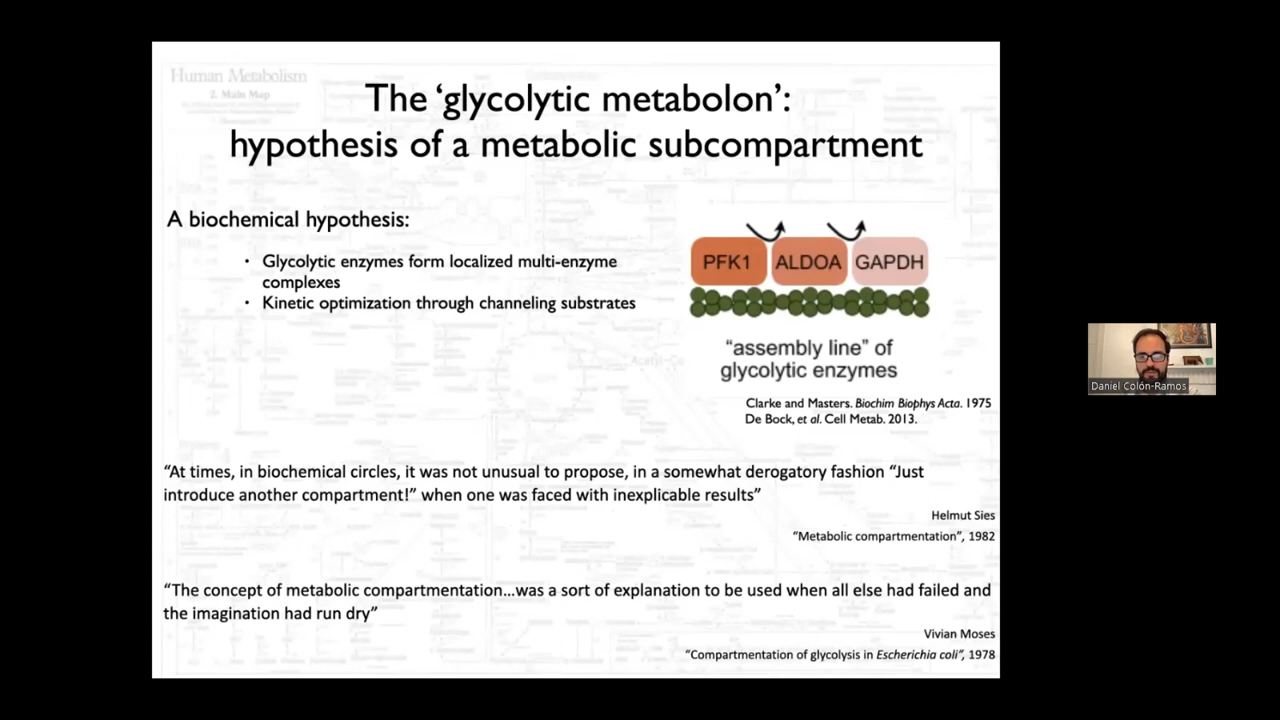 Human Metabolism
2. Main Map
The ‘glycolytic metabolon’:
hypothesis of a metabolic subcompartment
A biochemical hypothesis:
• Glycolytic enzymes form localized multi-enzyme
complexes
• Kinetic optimization through channeling substrates
PFK1 ALDOA GAPDH
“assembly line” of
glycolytic enzymes
Clarke and Masters. Biochim Biophys Acta. 1975
De Bock, et al. Cell Metab. 2013.
“At times, in biochemical circles, it was not unusual to propose, in a somewhat derogatory fashion “Just
introduce another compartment!” when one was faced with inexplicable results”
Helmut Sies
“Metabolic compartmentation”, 1982
“The concept of metabolic compartmentation...was a sort of explanation to be used when all else had failed and
the imagination had run dry”
Vivian Moses
“Compartmentation of glycolysis in Escherichia coli”, 1978
Daniel Colón-Ramos